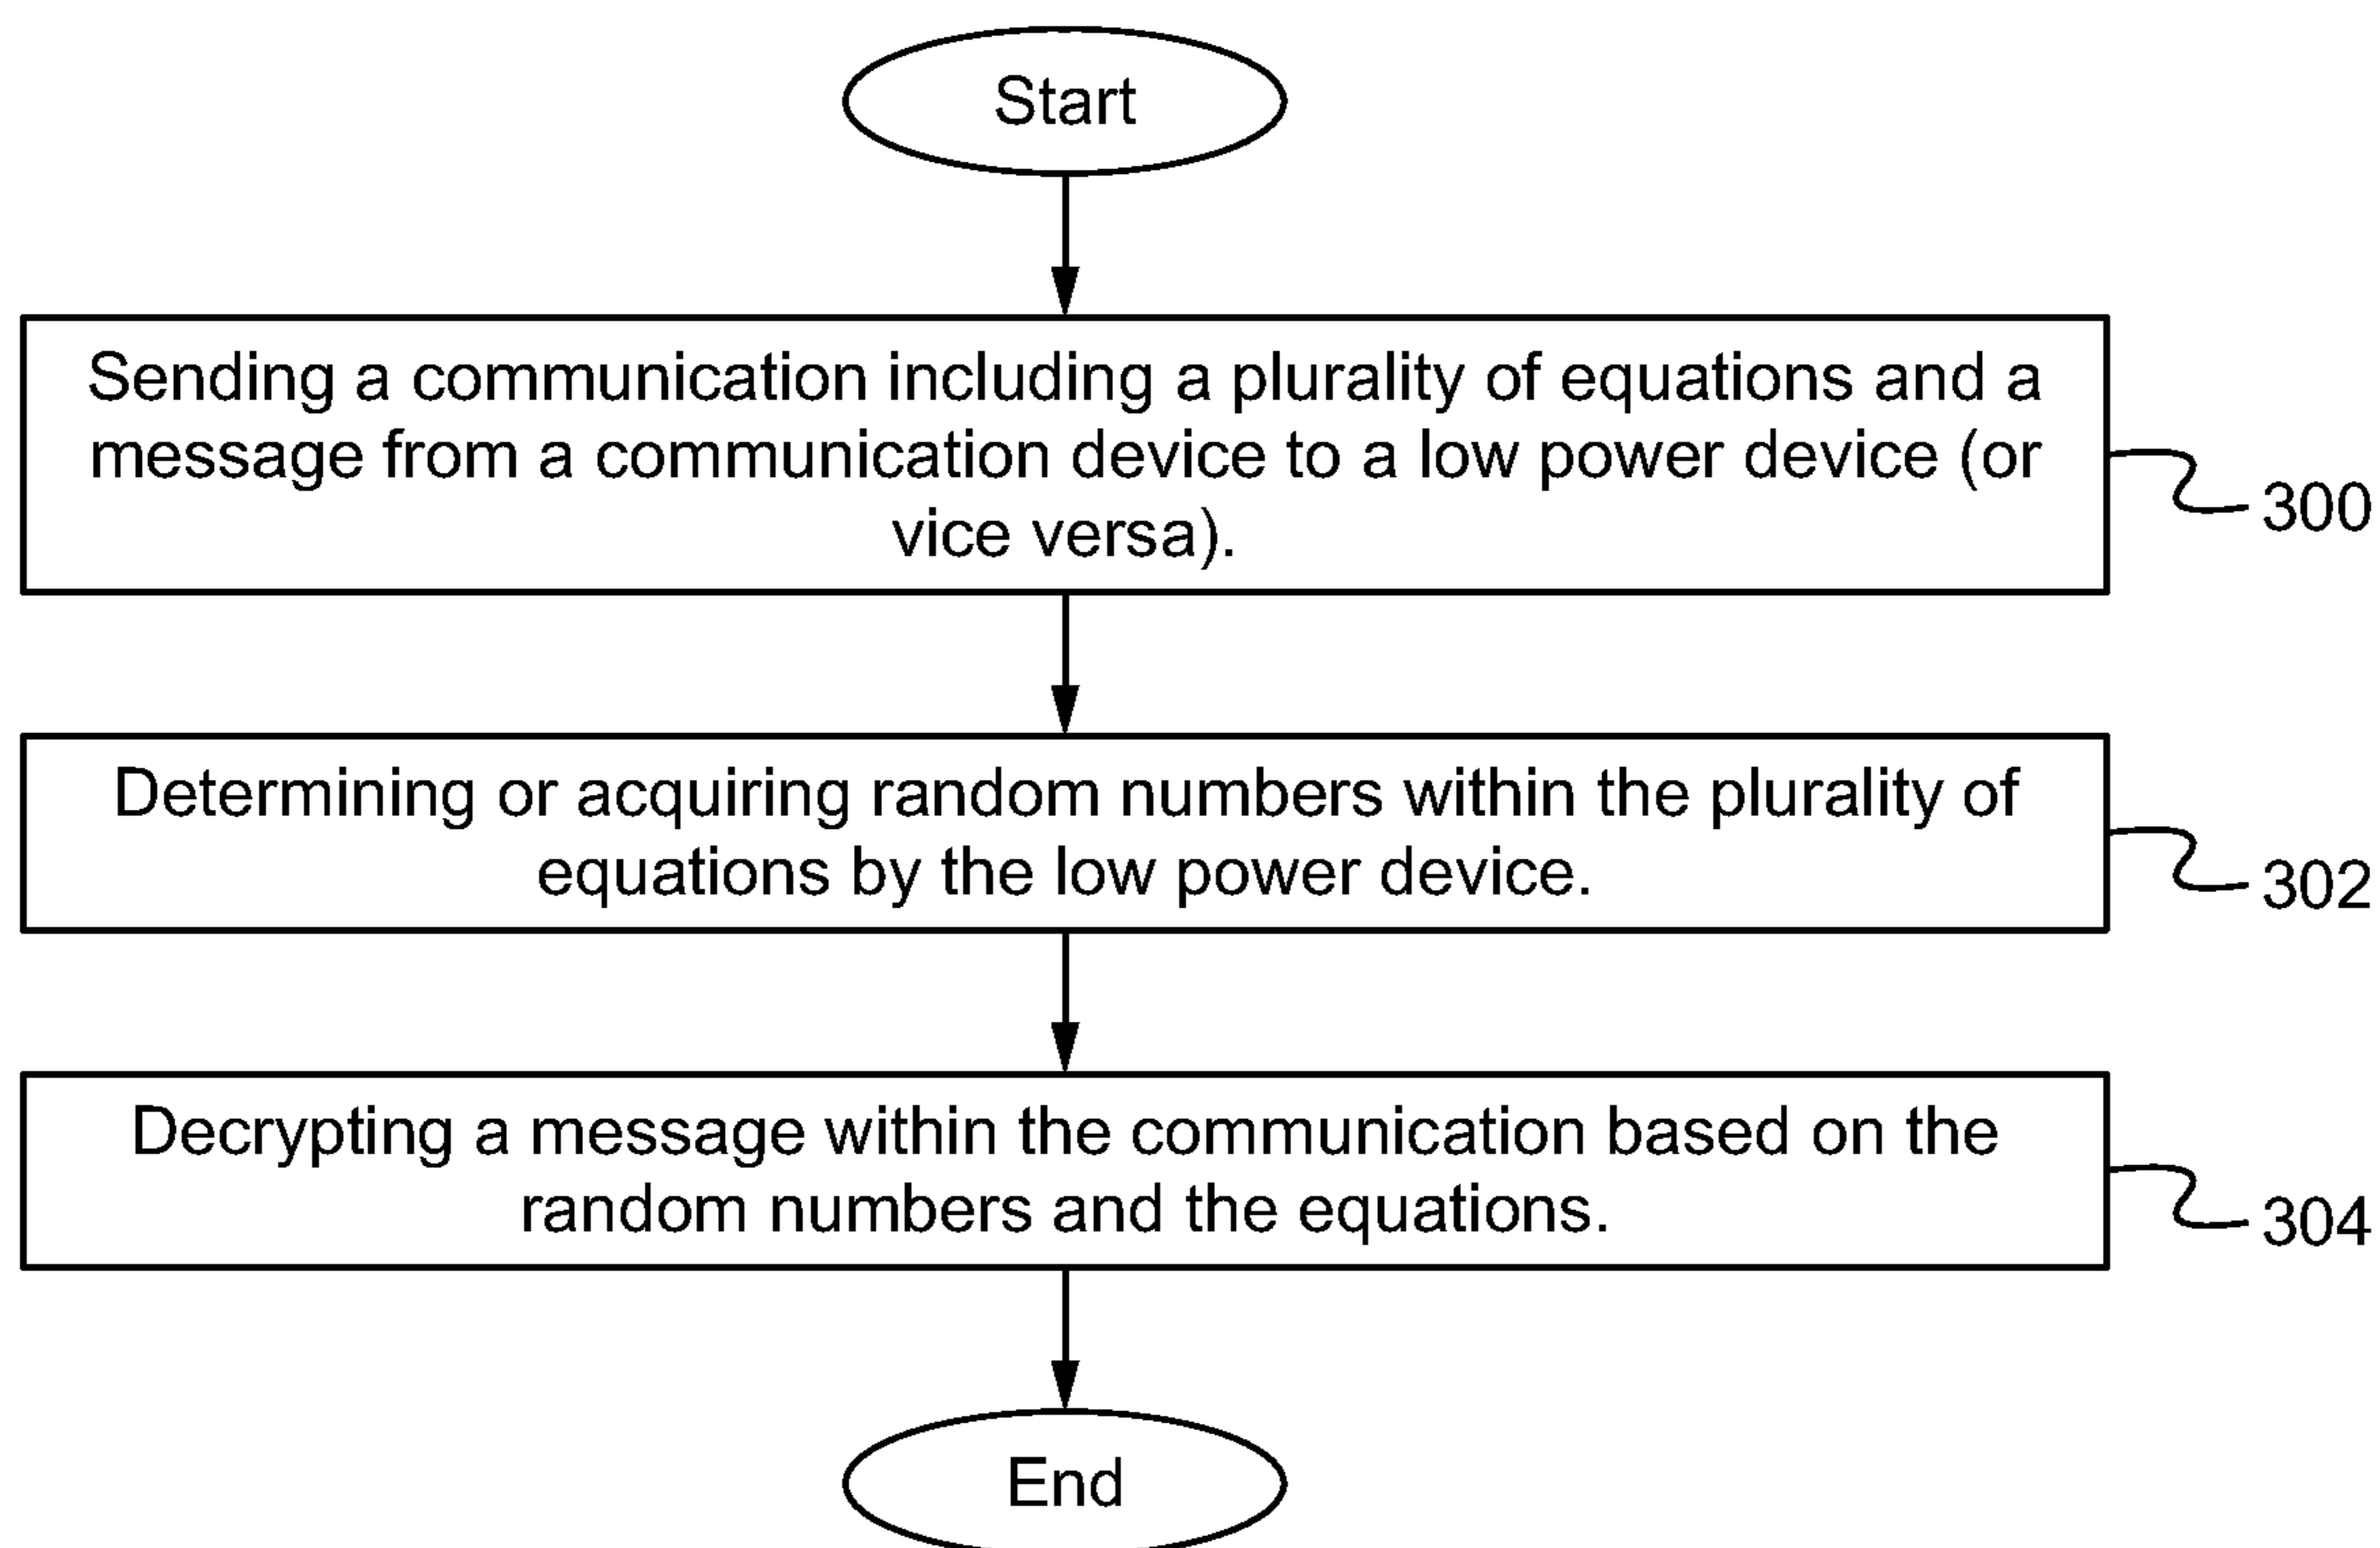 Start
Sending a communication including a plurality of equations and a
message from a communication device to a low power device (or
vice versa).
300
Determining or acquiring random numbers within the plurality of
equations by the low power device.
302
Decrypting a message within the communication based on the
random numbers and the equations.
304
End